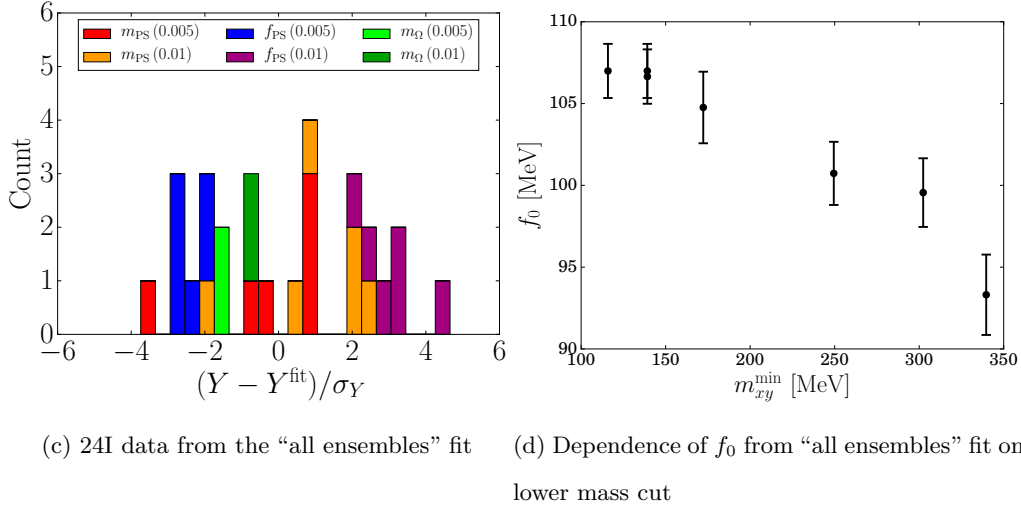 m_PS(0.005) f_PS(0.005) m_Ω(0.005)
m_PS(0.01) f_PS(0.01) m_Ω(0.01)
Count
6
5
4
3
2
1
0
−6 −4 −2 0 2 4 6
(Y − Y^fit)/σ_Y
(c) 24I data from the “all ensembles” fit
f_0 [MeV]
110
105
100
95
90
100 150 200 250 300 350
m_xy^min [MeV]
(d) Dependence of f_0 from “all ensembles” fit on
lower mass cut